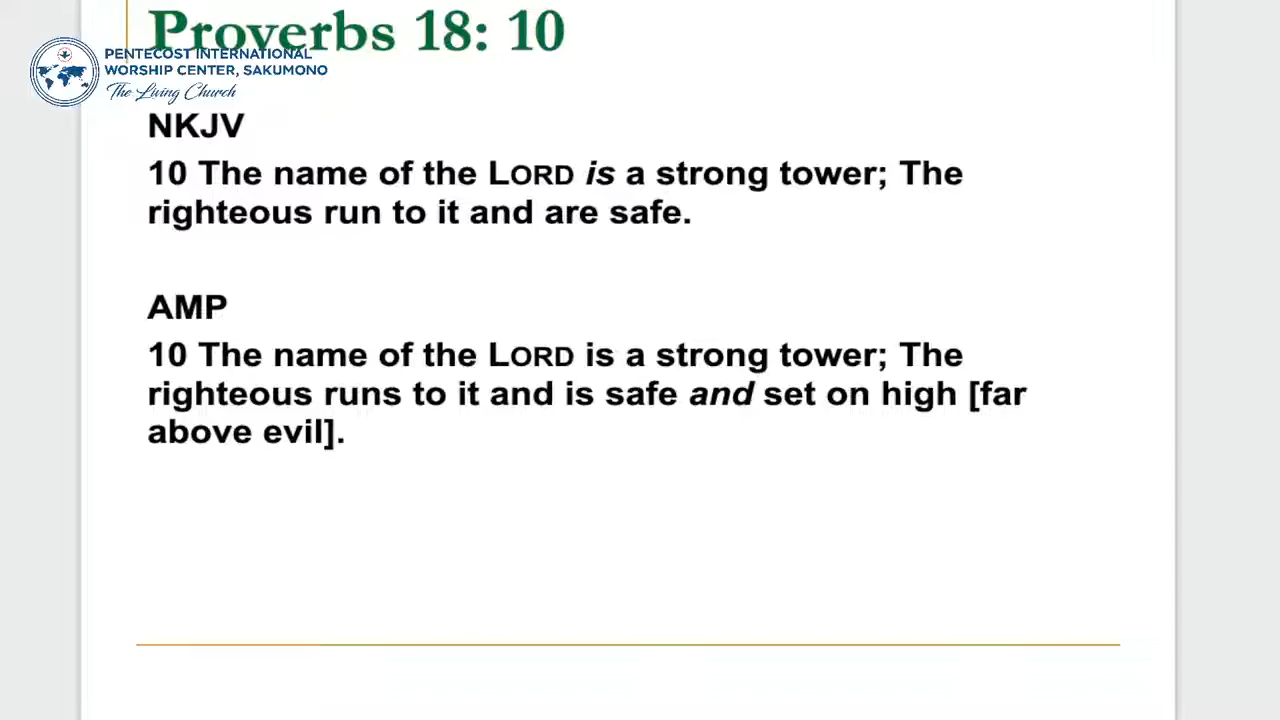 Proverbs 18: 10
PENTECOST INTERNATIONAL
WORSHIP CENTER, SAKUMONO
The Living Church
NKJV
10 The name of the LORD is a strong tower; The
righteous run to it and are safe.
AMP
10 The name of the LORD is a strong tower; The
righteous runs to it and is safe and set on high [far
above evil].